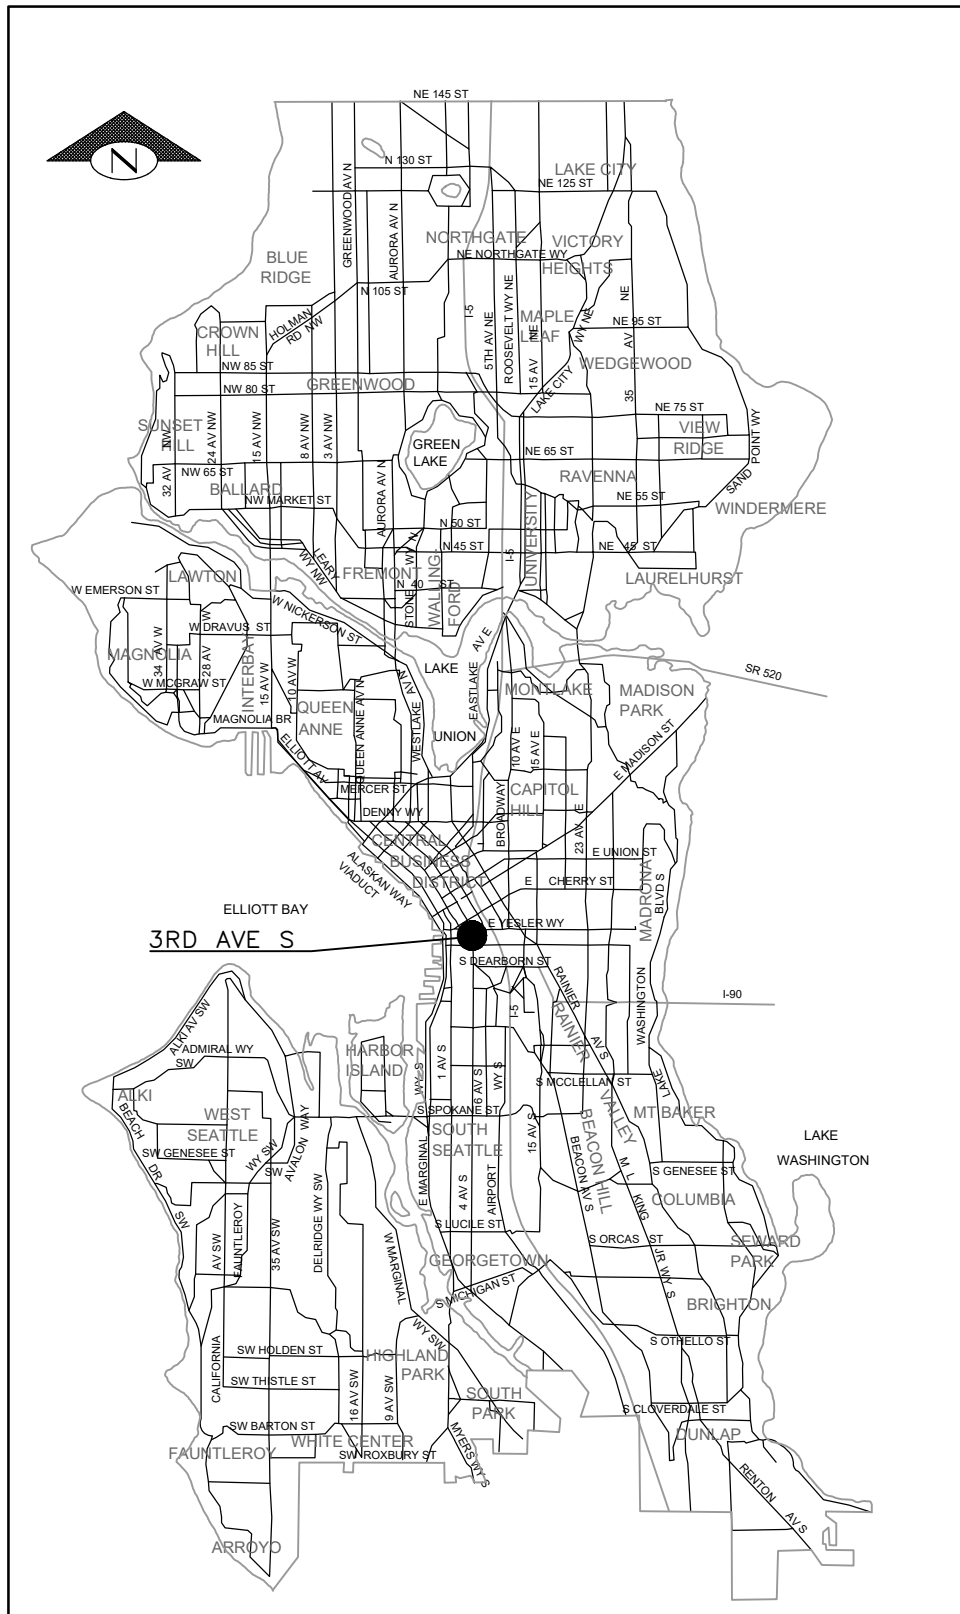 NE 145 ST
N
N 130 ST
LAKE CITY
NE 125 ST
GREENWOOD AV N
AURORA AV N
NORTHGATE
VICTORY
HEIGHTS
NE NORTHGATE WY
BLUE
RIDGE
N 105 ST
I-5
5TH AV NE
ROOSEVELT WY NE
15 AV NE
MAPLE
LEAF
LAKE CITY WY NE
35 AV NE
NE 95 ST
HOLMAN
RD NW
CROWN
HILL
WEDGEWOOD
NW 85 ST
GREENWOOD
NW 80 ST
NE 75 ST
VIEW
RIDGE
SAND POINT WY
SUNSET
HILL
32 AV NW
24 AV NW
15 AV NW
8 AV NW
3 AV NW
GREEN
LAKE
NE 65 ST
NW 65 ST
BALLARD
RAVENNA
AURORA AV N
NW MARKET ST
NE 55 ST
WINDERMERE
UNIVERSITY
N 50 ST
N 45 ST
NE 45 ST
I-5
LEARY
WY NW
FREMONT
STONE WY N
WALLING-
FORD
N 40 ST
LAURELHURST
LAWTON
W EMERSON ST
W NICKERSON ST
W DRAVUS ST
MAGNOLIA
34 AV W
28 AV W
INTERBAY
15 AV W
10 AV W
W MCGRAW ST
MAGNOLIA BR
QUEEN
ANNE
QUEEN ANNE AV N
WESTLAKE AV N
LAKE
UNION
EASTLAKE AV E
MONTLAKE
MADISON
PARK
SR 520
10 AV E
15 AV E
E MADISON ST
ELLIOTT AV
MERCER ST
DENNY WY
BROADWAY
CAPITOL
HILL
23 AV E
CENTRAL
BUSINESS
DISTRICT
E UNION ST
E CHERRY ST
MADRONA
ALASKAN WAY
VIADUCT
ELLIOTT BAY
E YESLER WY
3RD AVE S
S DEARBORN ST
LAKE WASHINGTON BLVD S
I-90
I-5
RAINIER AV S
RAINIER VALLEY
ALKI AV SW
ADMIRAL WY
SW
HARBOR
ISLAND
1 AV S
6 AV S
S MCCLELLAN ST
ALKI
WEST
SEATTLE
S SPOKANE ST
SOUTH
SEATTLE
15 AV S
BEACON HILL
MT BAKER
LAKE
WASHINGTON
BEACH DR SW
SW GENESEE ST
AVALON WAY
SW
E MARGINAL WY S
4 AV S
AIRPORT WY S
BEACON AV S
M L KING JR WY S
S GENESEE ST
COLUMBIA
FAUNTLEROY WY SW
35 AV SW
DELRIDGE WY SW
S LUCILE ST
S ORCAS ST
SEWARD
PARK
CALIFORNIA AV SW
W MARGINAL WY SW
GEORGETOWN
S MICHIGAN ST
BRIGHTON
S OTHELLO ST
SW HOLDEN ST
HIGHLAND
PARK
SW THISTLE ST
16 AV SW
9 AV SW
SOUTH
PARK
S CLOVERDALE ST
SW BARTON ST
DUNLAP
FAUNTLEROY
WHITE CENTER
SW ROXBURY ST
MYERS WY S
RENTON AV S
ARROYO